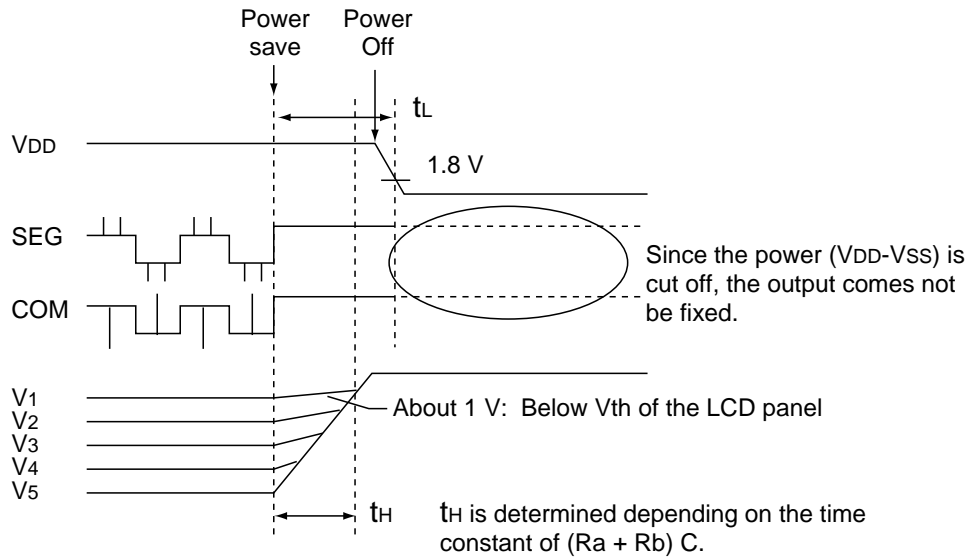 Power
save
Power
Off
tL
VDD
1.8 V
SEG
Since the power (VDD-VSS) is
cut off, the output comes not
be fixed.
COM
V1
About 1 V: Below Vth of the LCD panel
V2
V3
V4
V5
tH
tH is determined depending on the time
constant of (Ra + Rb) C.